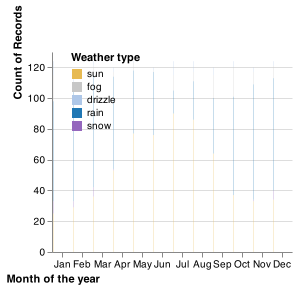 Count of Records
Weather type
sun
fog
drizzle
rain
snow
120
100
80
60
40
20
0
Jan Feb Mar Apr May Jun Jul Aug Sep Oct Nov Dec
Month of the year